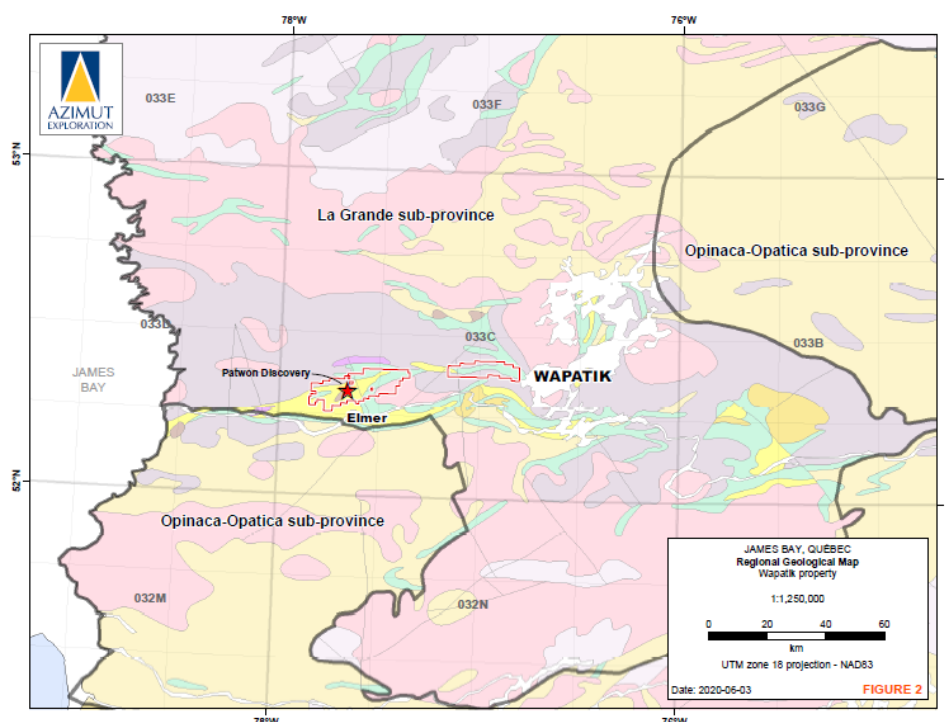 78°W
76°W
AZIMUT
EXPLORATION
033E
033F
033G
53°N
La Grande sub-province
Opinaca-Opatica sub-province
JAMES
BAY
033D
033C
033B
Patwon Discovery
WAPATIK
Elmer
52°N
Opinaca-Opatica sub-province
032M
032N
JAMES BAY, QUÉBEC
Regional Geological Map
Wapatik property
1:1,250,000
0 20 40 60
km
UTM zone 18 projection - NAD83
Date: 2020-06-03
FIGURE 2
78°W
76°W